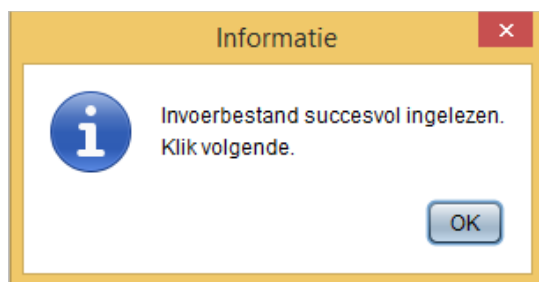 Informatie
Invoerbestand succesvol ingelezen.
Klik volgende.
OK